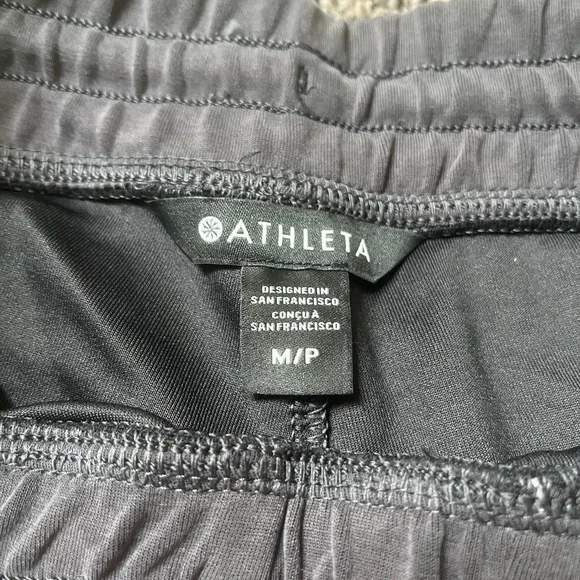 ATHLETA
DESIGNED IN
SAN FRANCISCO
CONÇU À
SAN FRANCISCO
M/P